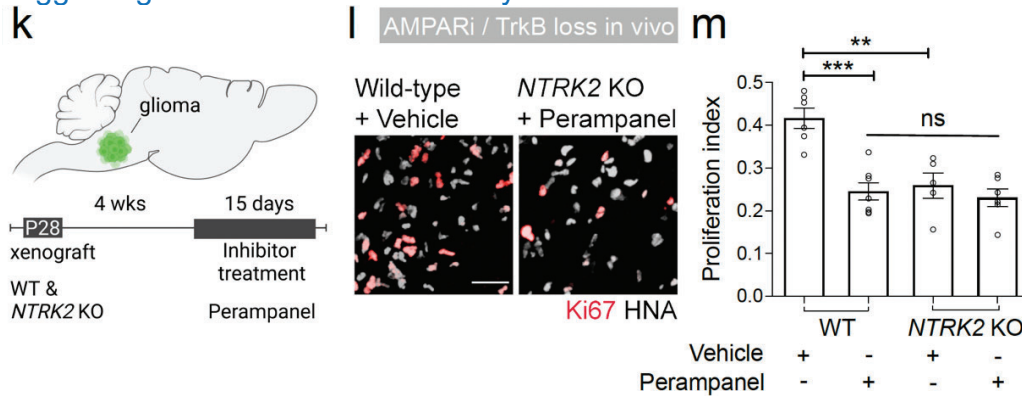 k
glioma
4 wks
15 days
P28
xenograft
Inhibitor
treatment
WT &
NTRK2 KO
Perampanel
l
AMPARi / TrkB loss in vivo
Wild-type
+ Vehicle
NTRK2 KO
+ Perampanel
Ki67 HNA
m
**
***
ns
Proliferation index
0.5
0.4
0.3
0.2
0.1
0.0
WT
NTRK2 KO
Vehicle + - + -
Perampanel - + - +